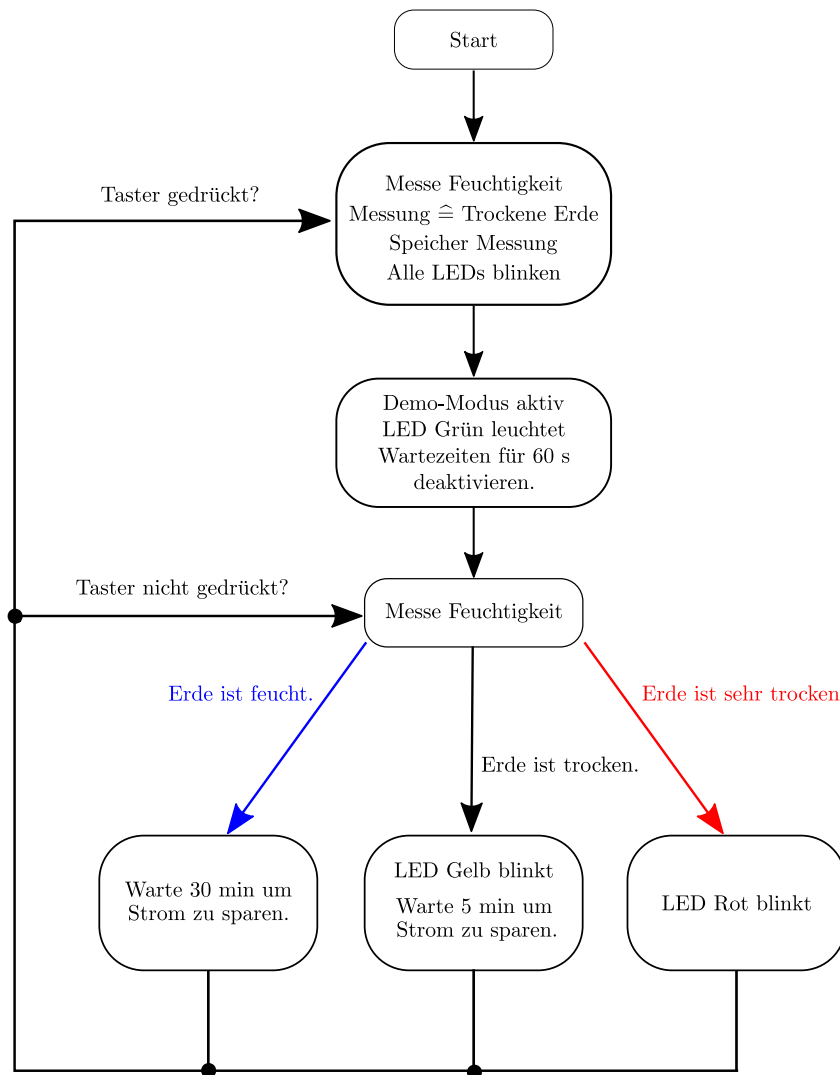 Start
Taster gedrückt?
Messe Feuchtigkeit
Messung ≙ Trockene Erde
Speicher Messung
Alle LEDs blinken
Demo-Modus aktiv
LED Grün leuchtet
Wartezeiten für 60 s
deaktivieren.
Taster nicht gedrückt?
Messe Feuchtigkeit
Erde ist feucht.
Erde ist sehr trocken
Erde ist trocken.
Warte 30 min um
Strom zu sparen.
LED Gelb blinkt
Warte 5 min um
Strom zu sparen.
LED Rot blinkt